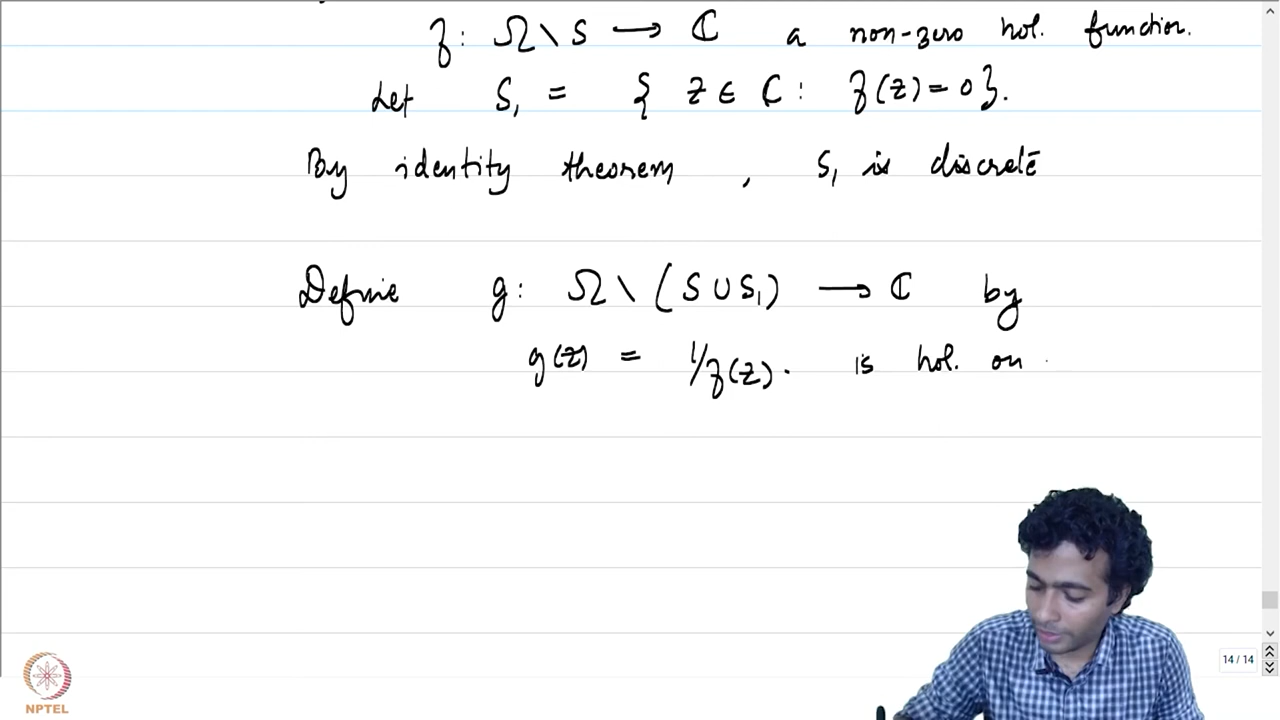 f: Ω \ S ⟶ ℂ a non-zero hol. function.
Let S₁ = { z ∈ ℂ : f(z) = 0 }.
By identity theorem , S₁ is discrete
Define g: Ω \ (S ∪ S₁) ⟶ ℂ by
g(z) = 1/f(z). is hol. on
14 / 14
NPTEL